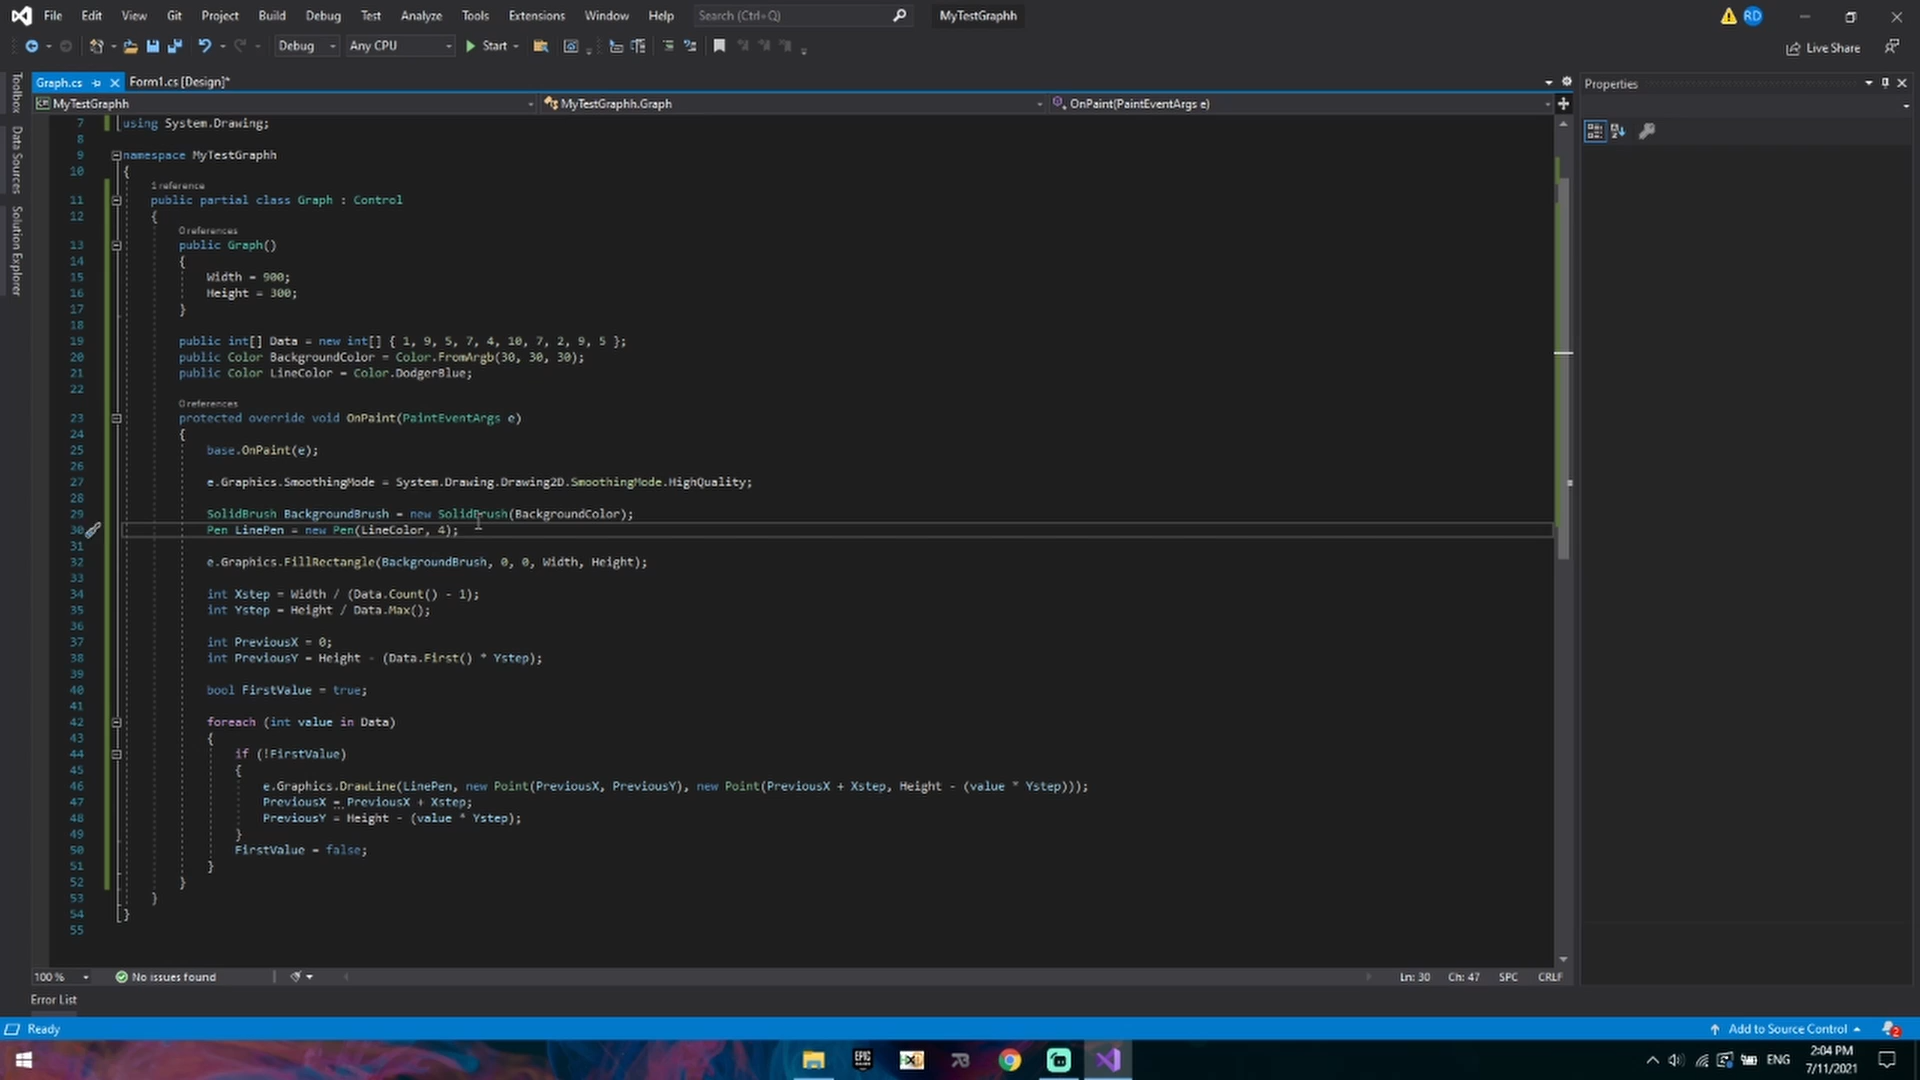 File Edit View Git Project Build Debug Test Analyze Tools Extensions Window Help Search (Ctrl+Q) MyTestGraphh RD
Debug Any CPU Start Live Share
Graph.cs Form1.cs [Design]* Properties
MyTestGraphh MyTestGraphh.Graph OnPaint(PaintEventArgs e)
Toolbox
Data Sources
Solution Explorer
7 using System.Drawing;
8
9 namespace MyTestGraphh
10 {
1 reference
11 public partial class Graph : Control
12 {
0 references
13 public Graph()
14 {
15 Width = 900;
16 Height = 300;
17 }
18
19 public int[] Data = new int[] { 1, 9, 5, 7, 4, 10, 7, 2, 9, 5 };
20 public Color BackgroundColor = Color.FromArgb(30, 30, 30);
21 public Color LineColor = Color.DodgerBlue;
22
0 references
23 protected override void OnPaint(PaintEventArgs e)
24 {
25 base.OnPaint(e);
26
27 e.Graphics.SmoothingMode = System.Drawing.Drawing2D.SmoothingMode.HighQuality;
28
29 SolidBrush BackgroundBrush = new SolidBrush(BackgroundColor);
30 Pen LinePen = new Pen(LineColor, 4);
31
32 e.Graphics.FillRectangle(BackgroundBrush, 0, 0, Width, Height);
33
34 int Xstep = Width / (Data.Count() - 1);
35 int Ystep = Height / Data.Max();
36
37 int PreviousX = 0;
38 int PreviousY = Height - (Data.First() * Ystep);
39
40 bool FirstValue = true;
41
42 foreach (int value in Data)
43 {
44 if (!FirstValue)
45 {
46 e.Graphics.DrawLine(LinePen, new Point(PreviousX, PreviousY), new Point(PreviousX + Xstep, Height - (value * Ystep)));
47 PreviousX = PreviousX + Xstep;
48 PreviousY = Height - (value * Ystep);
49 }
50 FirstValue = false;
51 }
52 }
53 }
54 }
55
100 % No issues found Ln: 30 Ch: 47 SPC CRLF
Error List
Ready Add to Source Control 2
EPIC GAMES ENG 2:04 PM
7/11/2021